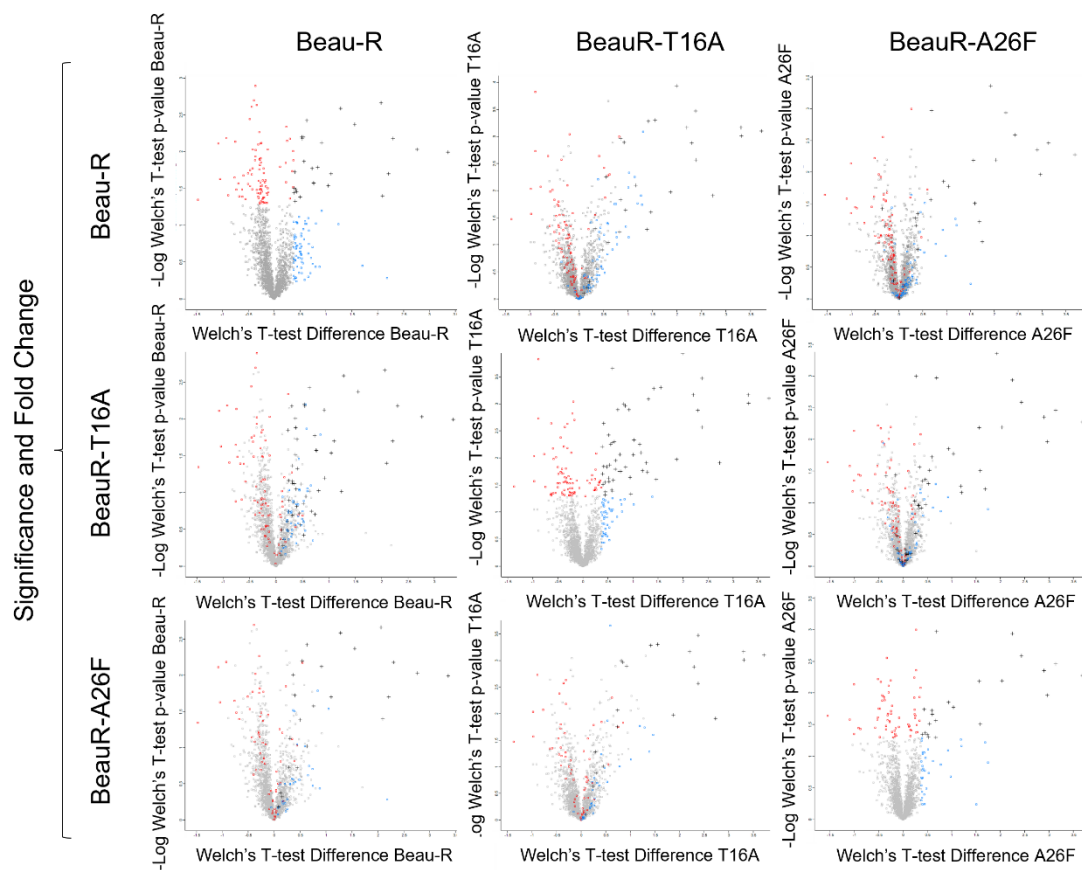 Beau-R
BeauR-T16A
BeauR-A26F
Significance and Fold Change
Beau-R
-Log Welch's T-test p-value Beau-R
Welch's T-test Difference Beau-R
-Log Welch's T-test p-value T16A
Welch's T-test Difference T16A
-Log Welch's T-test p-value A26F
Welch's T-test Difference A26F
BeauR-T16A
-Log Welch's T-test p-value Beau-R
Welch's T-test Difference Beau-R
-Log Welch's T-test p-value T16A
Welch's T-test Difference T16A
-Log Welch's T-test p-value A26F
Welch's T-test Difference A26F
BeauR-A26F
-Log Welch's T-test p-value Beau-R
Welch's T-test Difference Beau-R
.og Welch's T-test p-value T16A
Welch's T-test Difference T16A
-Log Welch's T-test p-value A26F
Welch's T-test Difference A26F